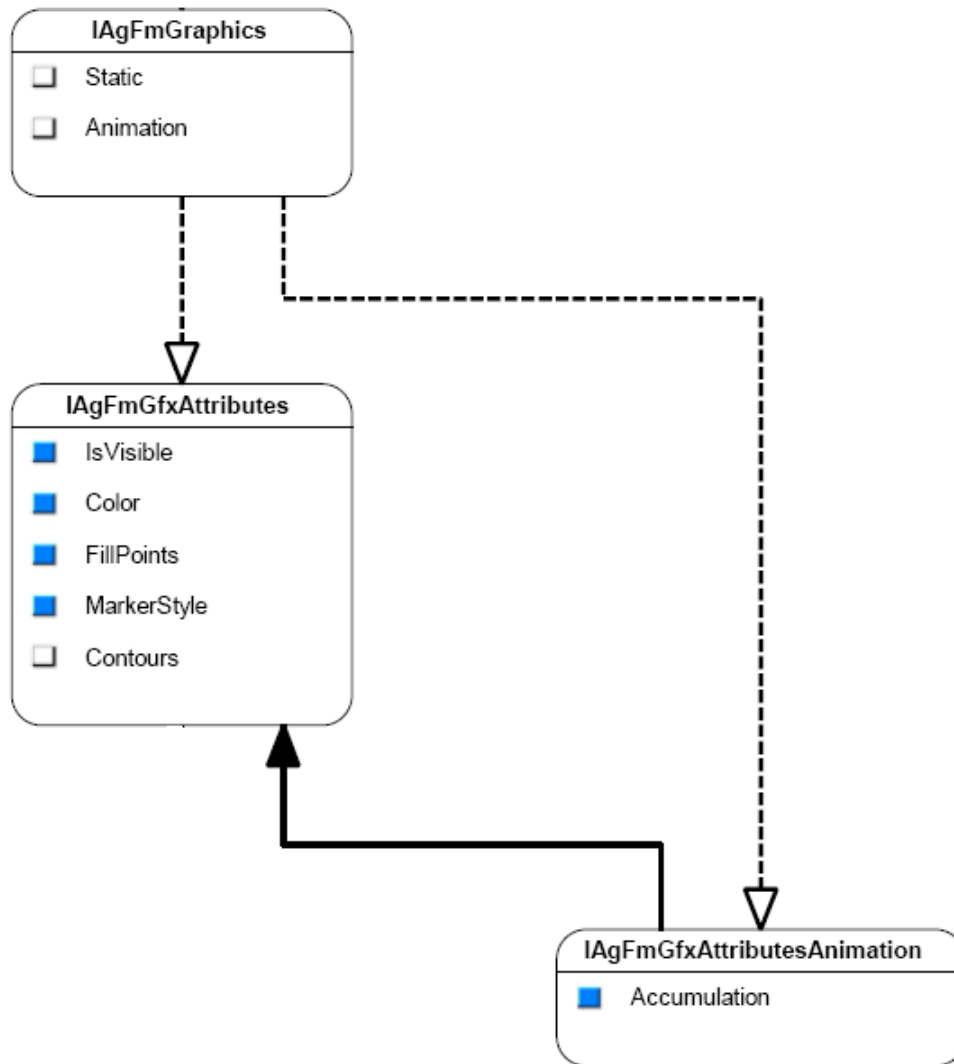 IAgFmGraphics
Static
Animation
IAgFmGfxAttributes
IsVisible
Color
FillPoints
MarkerStyle
Contours
IAgFmGfxAttributesAnimation
Accumulation